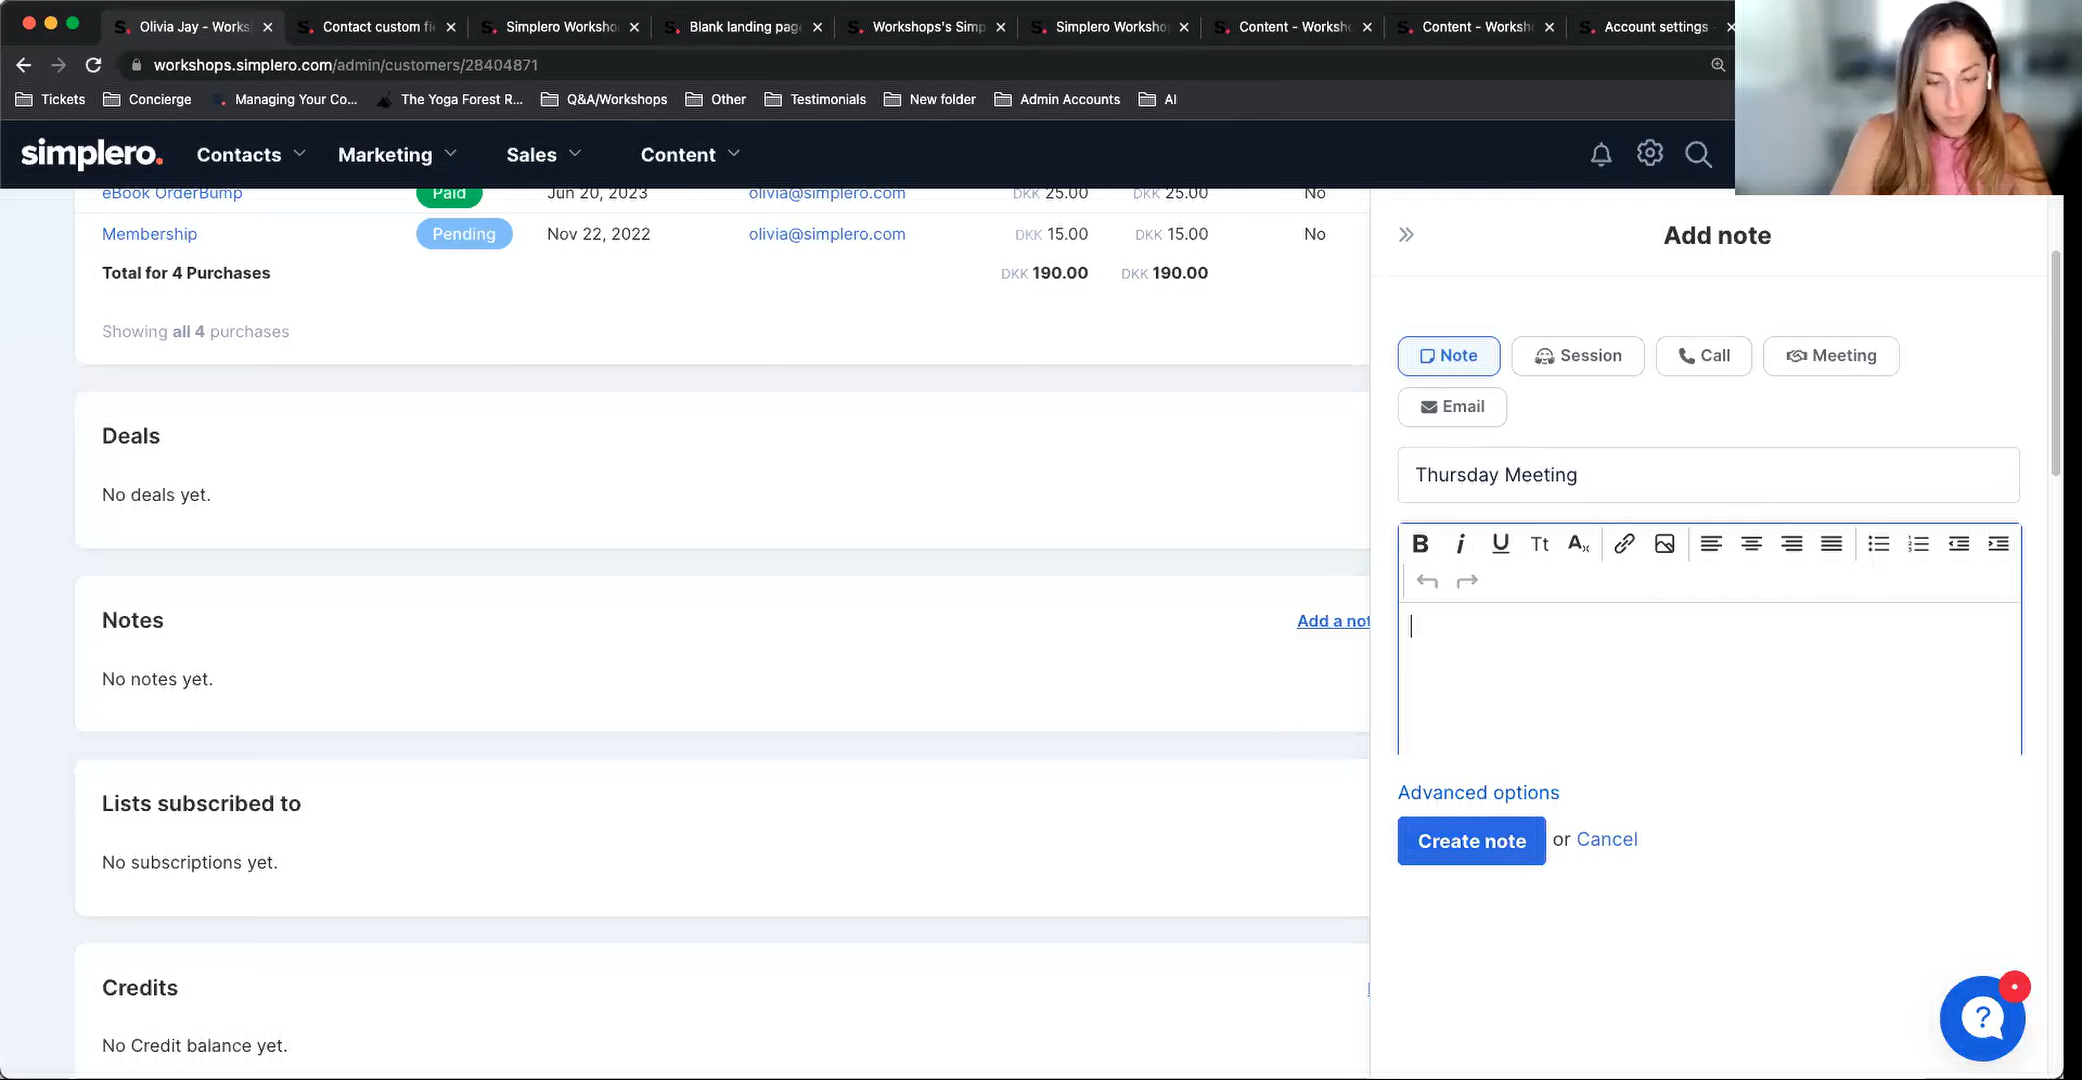 Olivia Jay - Works
Contact custom fi
Simplero Worksho
Blank landing pag
Workshops's Simp
Simplero Worksho
Content - Worksh
Content - Worksh
Account settings -
workshops.simplero.com/admin/customers/28404871
Tickets
Concierge
Managing Your Co...
The Yoga Forest R...
Q&A/Workshops
Other
Testimonials
New folder
Admin Accounts
AI
simplero.
Contacts
Marketing
Sales
Content
eBook OrderBump Paid Jun 20, 2023 olivia@simplero.com DKK 25.00 DKK 25.00 No
Membership Pending Nov 22, 2022 olivia@simplero.com DKK 15.00 DKK 15.00 No
Total for 4 Purchases DKK 190.00 DKK 190.00
Showing all 4 purchases
Deals
No deals yet.
Notes
Add a not
No notes yet.
Lists subscribed to
No subscriptions yet.
Credits
No Credit balance yet.
Add note
Note
Session
Call
Meeting
Email
Thursday Meeting
B i U Tt Ax
Advanced options
Create note or Cancel
?